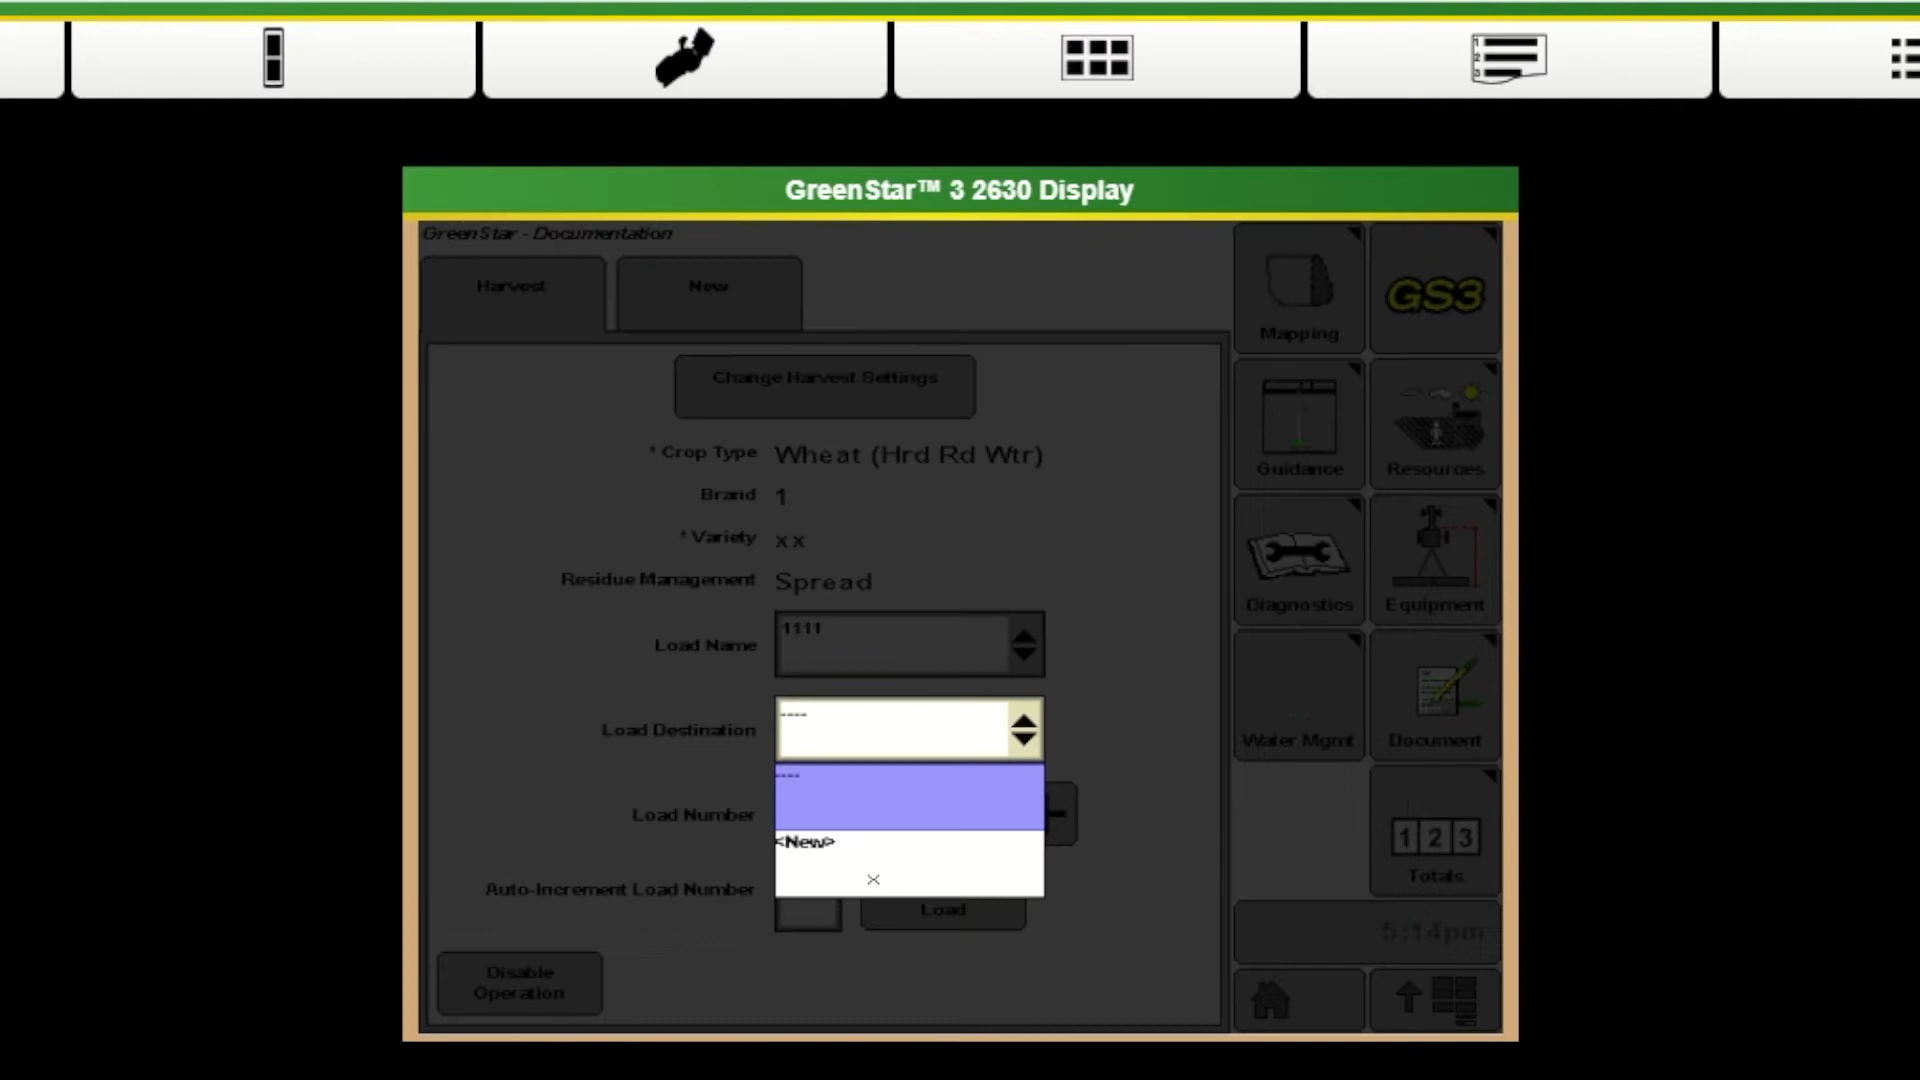 GreenStar™ 3 2630 Display
GreenStar - Documentation
Harvest
New
Mapping
GS3
Change Harvest Settings
* Crop Type Wheat (Hrd Rd Wtr)
Brand 1
* Variety xx
Guidance
Resources
Residue Management Spread
Diagnostics
Equipment
Load Name 1111
Load Destination ----
----
<New>
Water Mgmt
Document
Load Number
Auto-Increment Load Number
Load
1 2 3
Totals
5:14pm
Disable
Operation